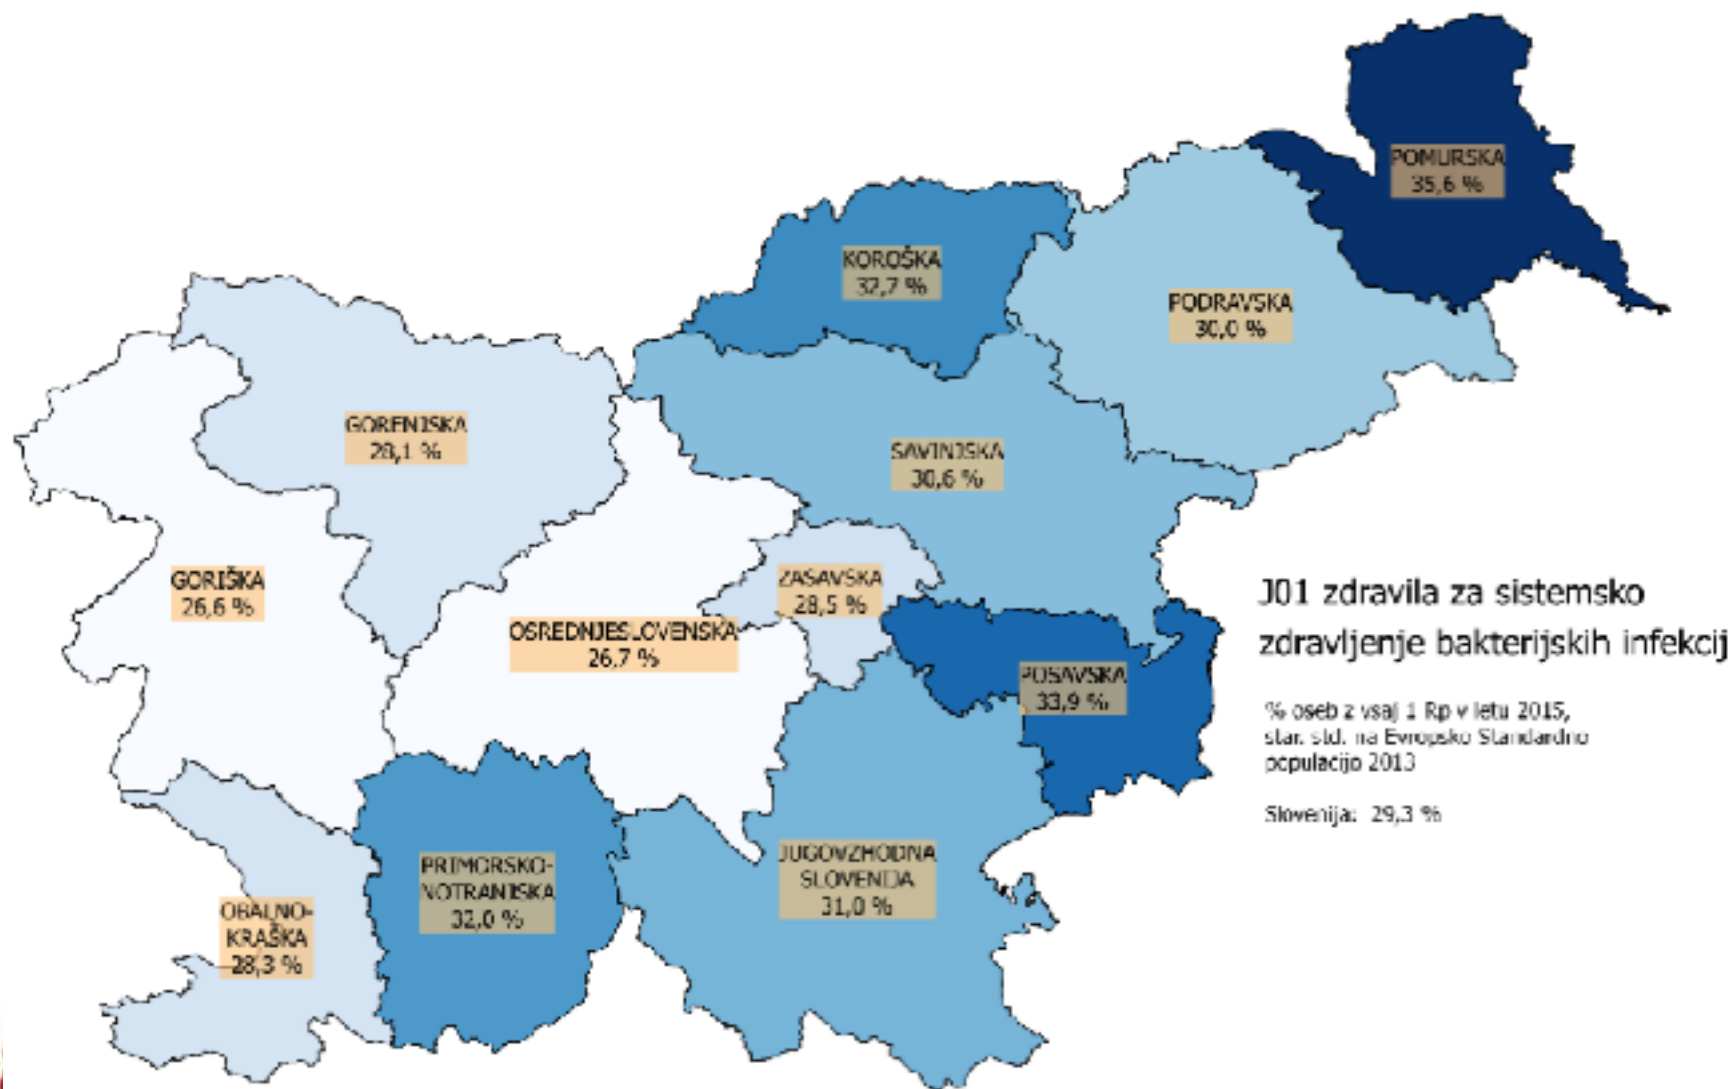 POMURSKA
35,6 %
KOROŠKA
32,7 %
PODRAVSKA
30,0 %
GORENJSKA
28,1 %
SAVINJSKA
30,6 %
GORIŠKA
26,6 %
ZASAVSKA
28,5 %
OSREDNJESLOVENSKA
26,7 %
POSAVSKA
33,9 %
J01 zdravila za sistemsko
zdravljenje bakterijskih infekcij
% oseb z vsaj 1 Rp v letu 2015,
star. std. na Evropsko Standardno
populacijo 2013
Slovenija: 29,3 %
PRIMORSKO-
NOTRANJSKA
32,0 %
JUGOVZHODNA
SLOVENIJA
31,0 %
OBALNO-
KRAŠKA
28,3 %